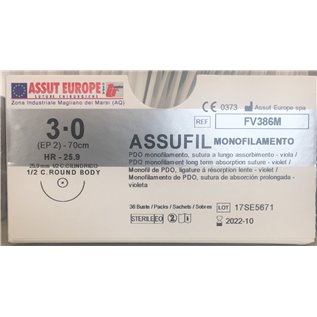 ASSUT EUROPE
SUTURE CHIRURGICHE
Zona Industriale Magliano dei Marsi (AQ)
CE 0373 Assut Europe spa
3-0
(EP 2) - 70cm
HR - 25.9
25,9mm 1/2 C CILINDRICO
1/2 C. ROUND BODY
REF FV386M
ASSUFIL MONOFILAMENTO
PDO monofilamento, sutura a lungo assorbimento - viola /
PDO monofilament long term absorption suture - violet /
Monofil de PDO, ligature à résorption lente - violet /
Monofilamento de PDO, sutura de absorción prolongada -
violeta
36 Buste / Packs / Sachets / Sobres
LOT 17SE5671
STERILE EO
2
2022-10